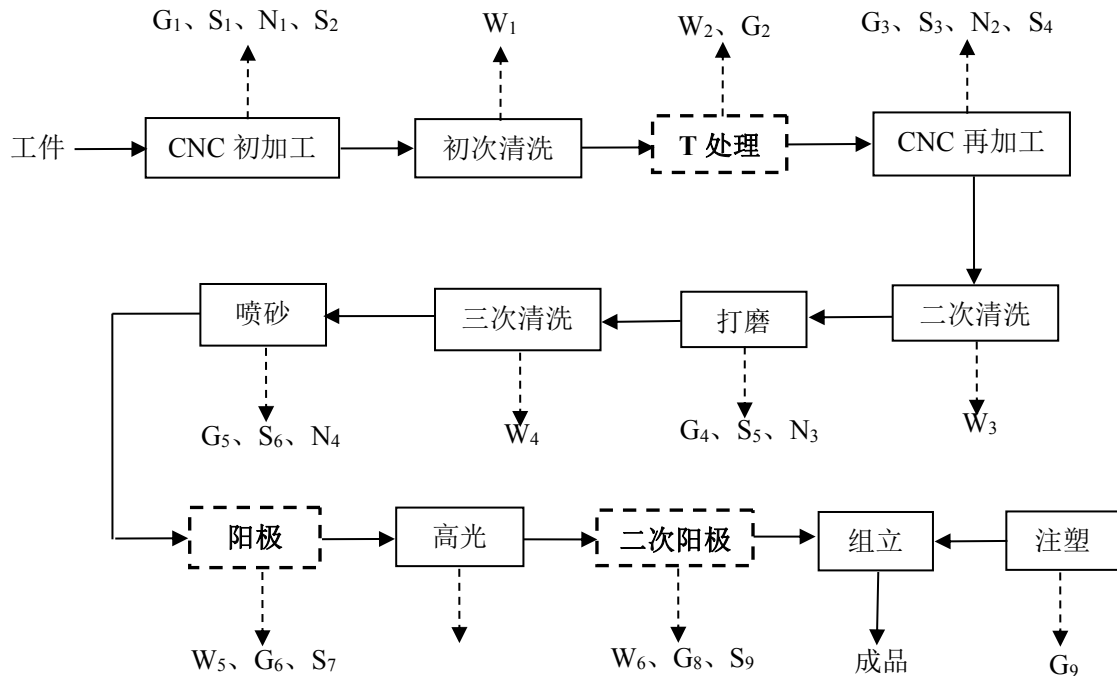 G₁、S₁、N₁、S₂
W₁
W₂、G₂
G₃、S₃、N₂、S₄
工件
CNC 初加工
初次清洗
T 处理
CNC 再加工
喷砂
三次清洗
打磨
二次清洗
G₅、S₆、N₄
W₄
G₄、S₅、N₃
W₃
阳极
高光
二次阳极
组立
注塑
W₅、G₆、S₇
W₆、G₈、S₉
成品
G₉